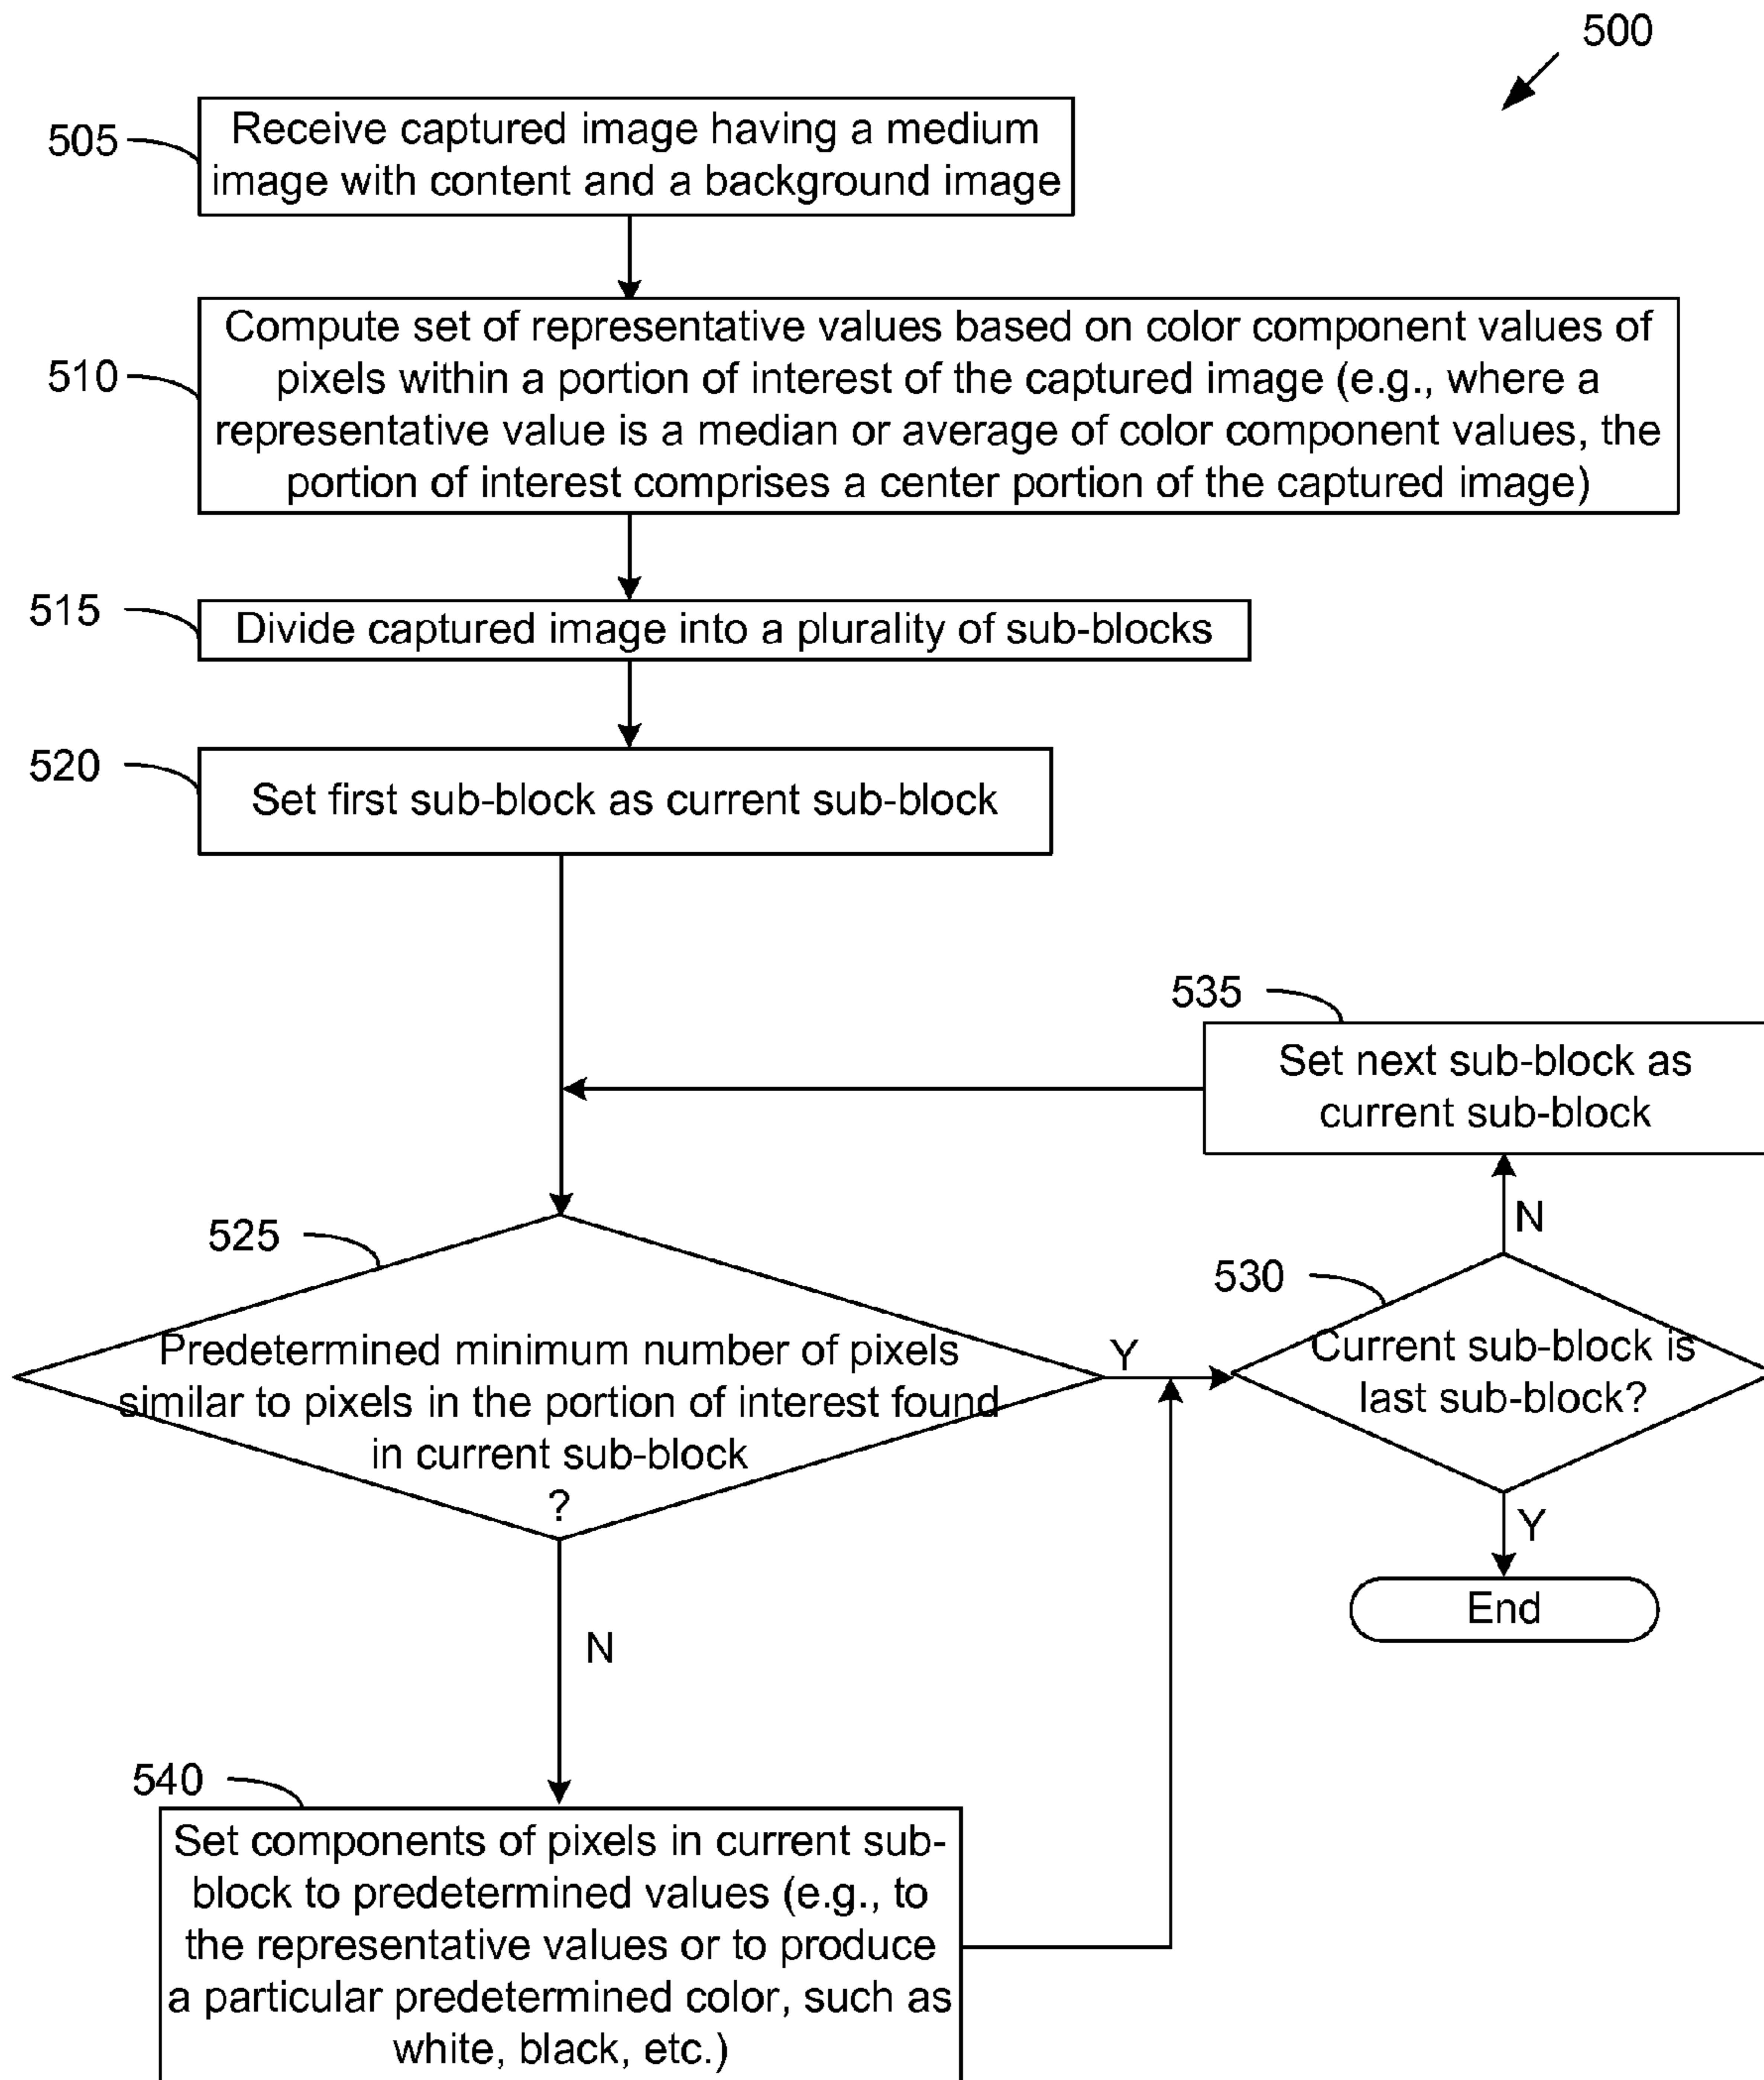 500
505
Receive captured image having a medium
image with content and a background image
510
Compute set of representative values based on color component values of
pixels within a portion of interest of the captured image (e.g., where a
representative value is a median or average of color component values, the
portion of interest comprises a center portion of the captured image)
515
Divide captured image into a plurality of sub-blocks
520
Set first sub-block as current sub-block
535
Set next sub-block as
current sub-block
N
525
Predetermined minimum number of pixels
similar to pixels in the portion of interest found
in current sub-block
?
Y
530
Current sub-block is
last sub-block?
Y
End
N
540
Set components of pixels in current sub-
block to predetermined values (e.g., to
the representative values or to produce
a particular predetermined color, such as
white, black, etc.)